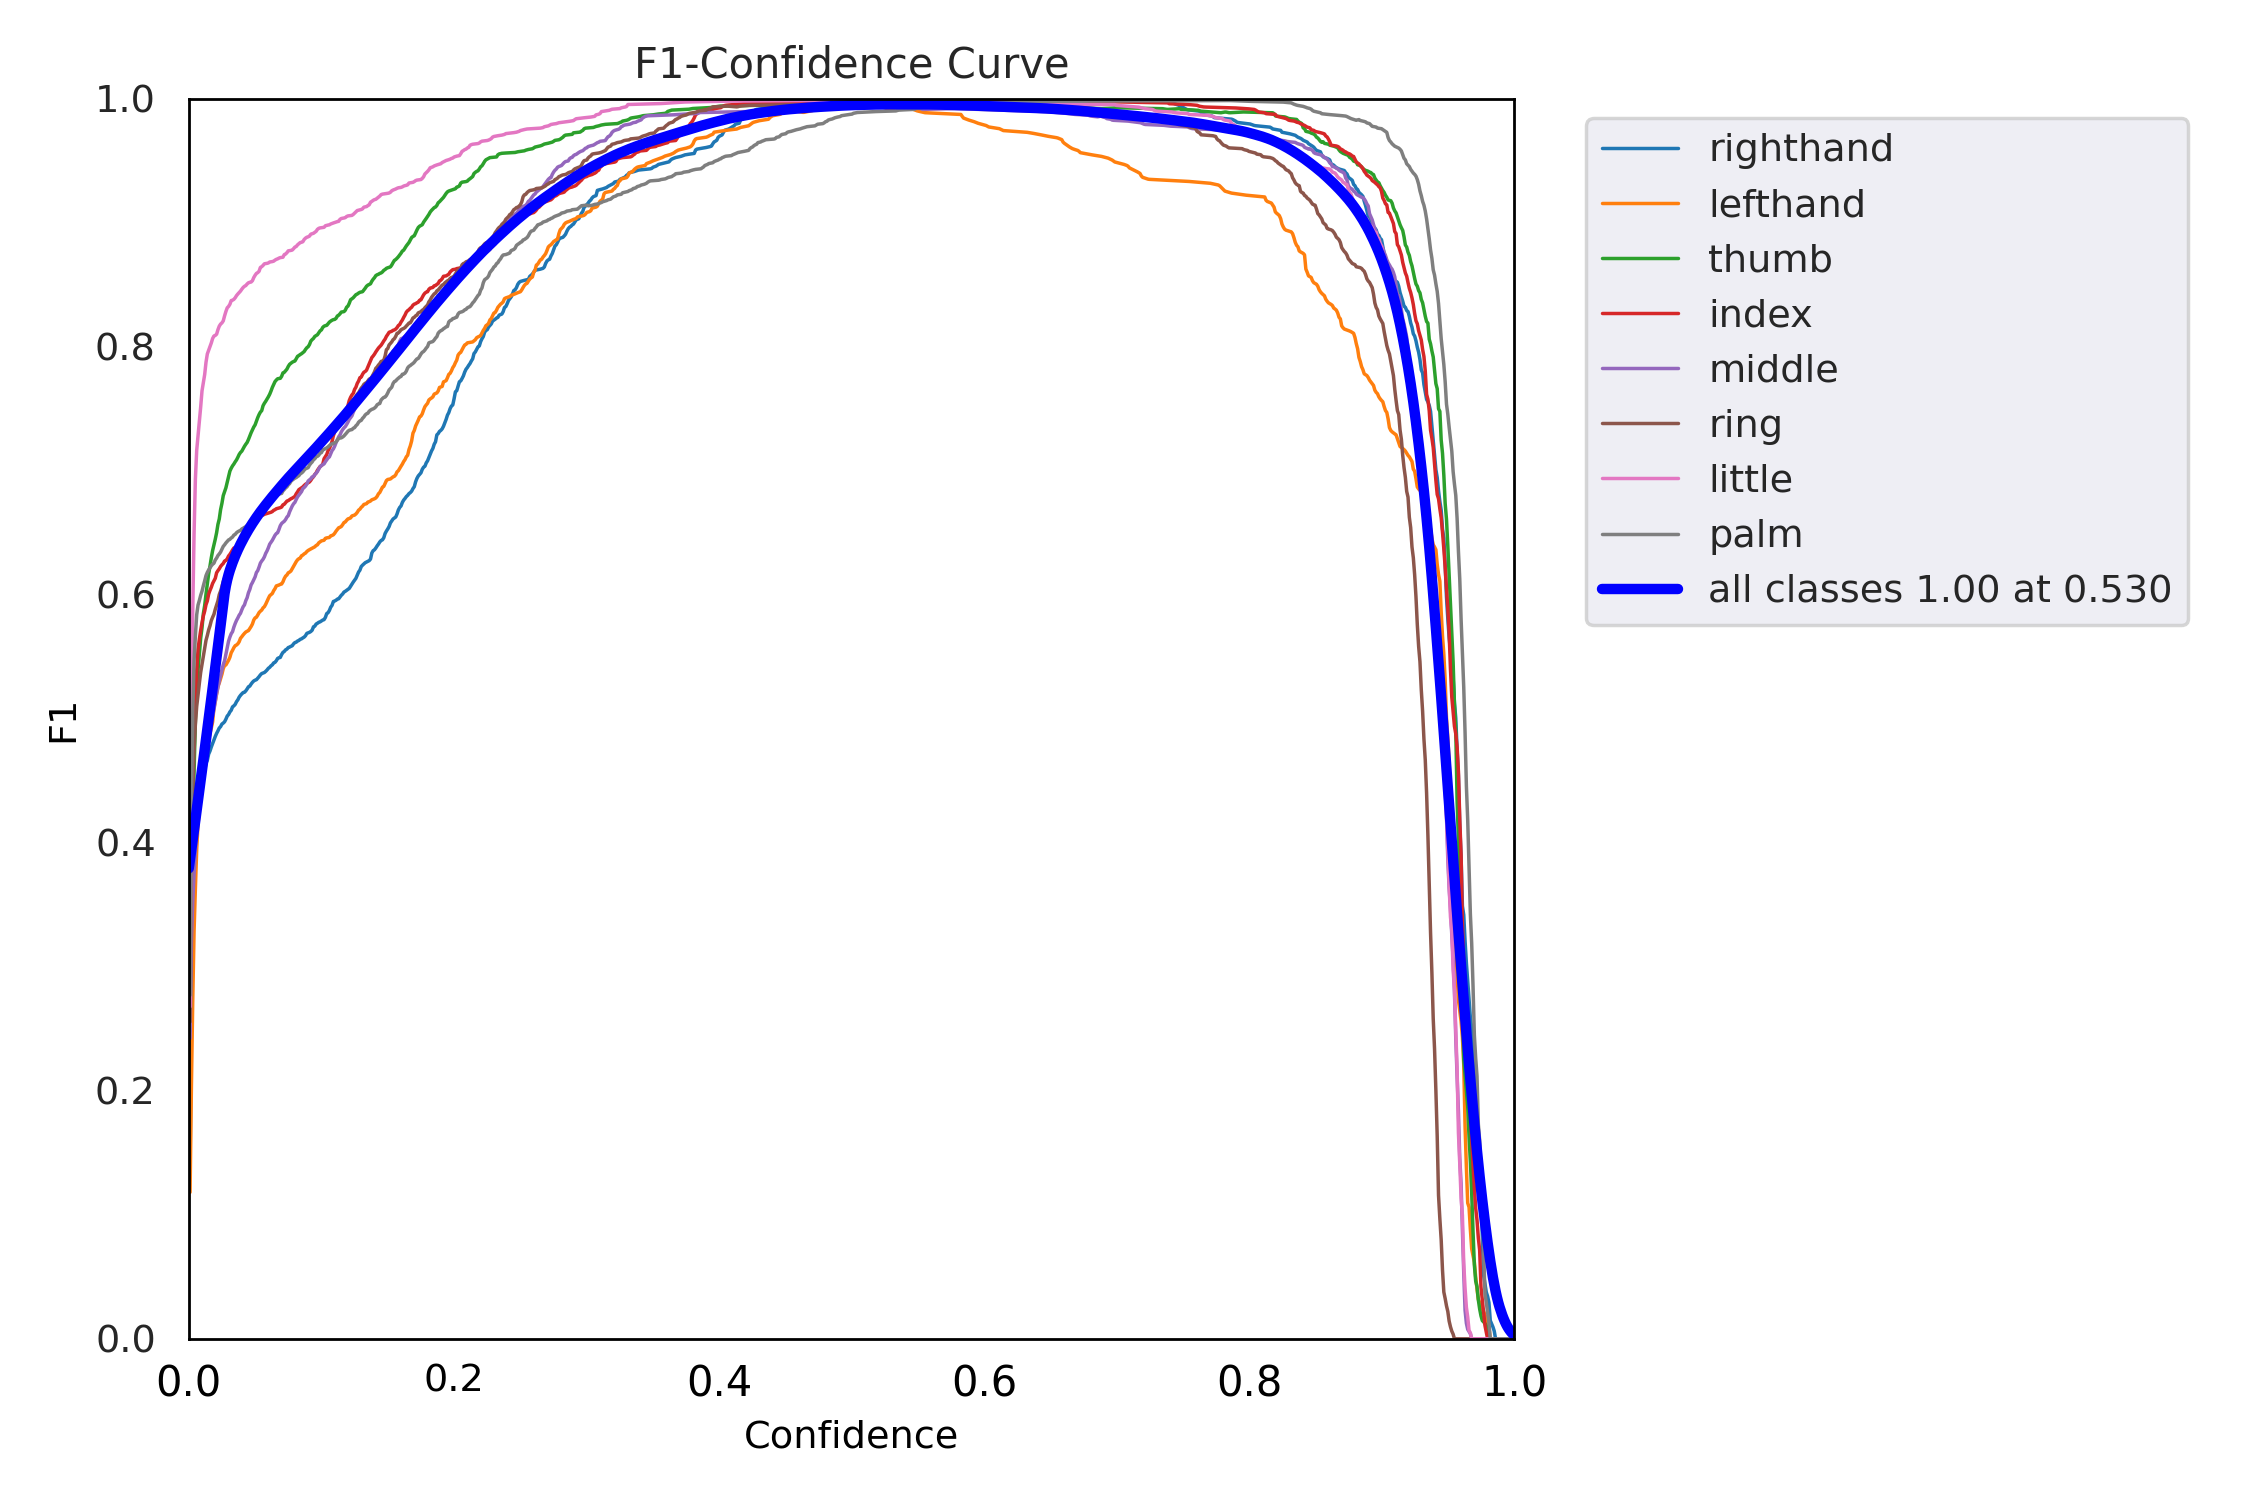 F1-Confidence Curve
1.0
0.8
0.6
0.4
0.2
0.0
F1
0.0 0.2 0.4 0.6 0.8 1.0
Confidence
righthand
lefthand
thumb
index
middle
ring
little
palm
all classes 1.00 at 0.530